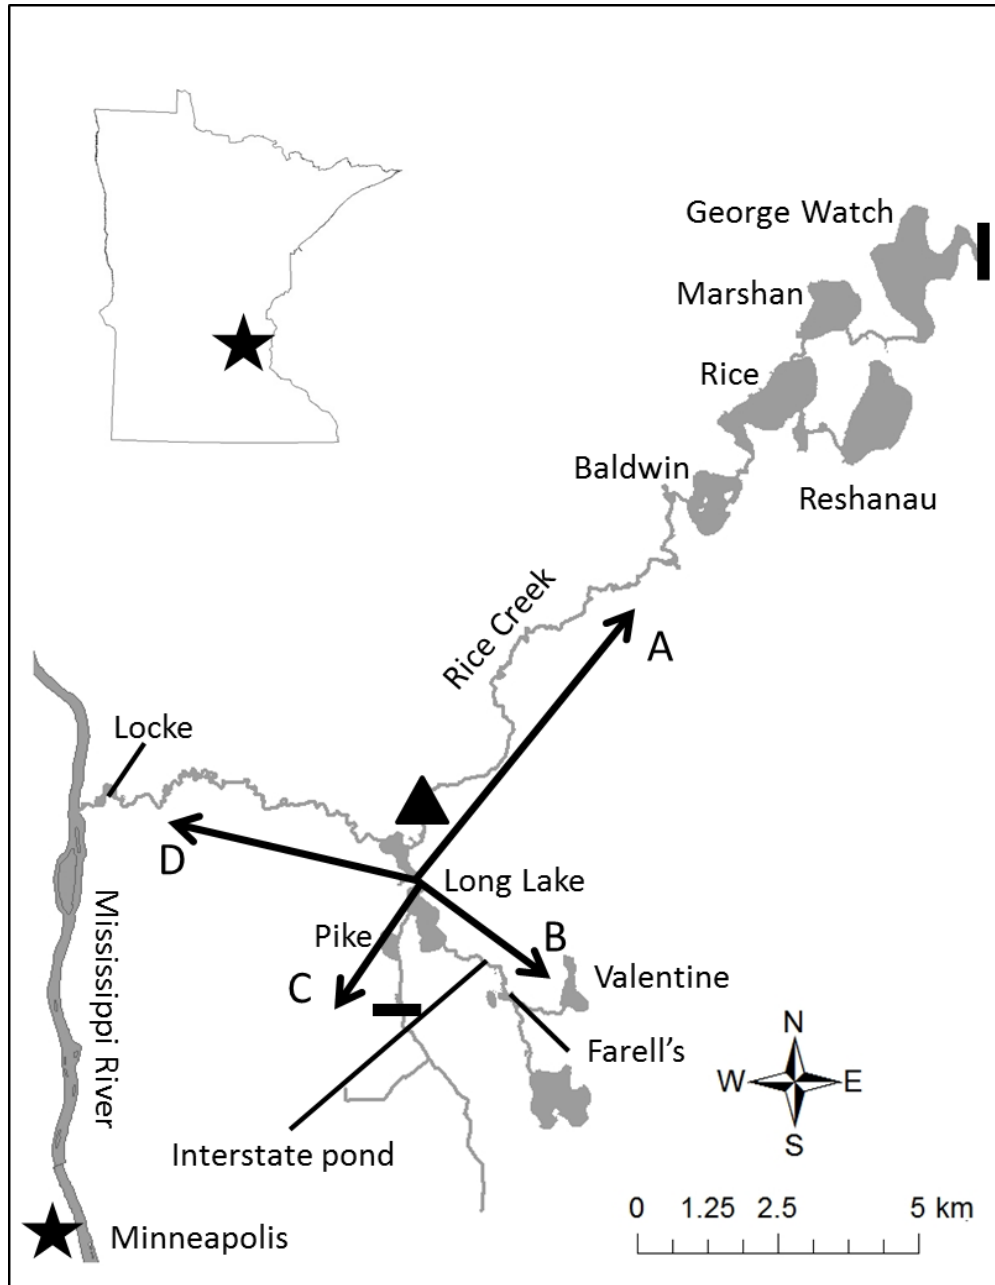 George Watch
Marshan
Rice
Baldwin
Reshanau
Rice Creek
A
Locke
D
Long Lake
Pike
B
C
Valentine
Mississippi River
Farell's
N
W E
S
Interstate pond
0 1.25 2.5 5 km
Minneapolis